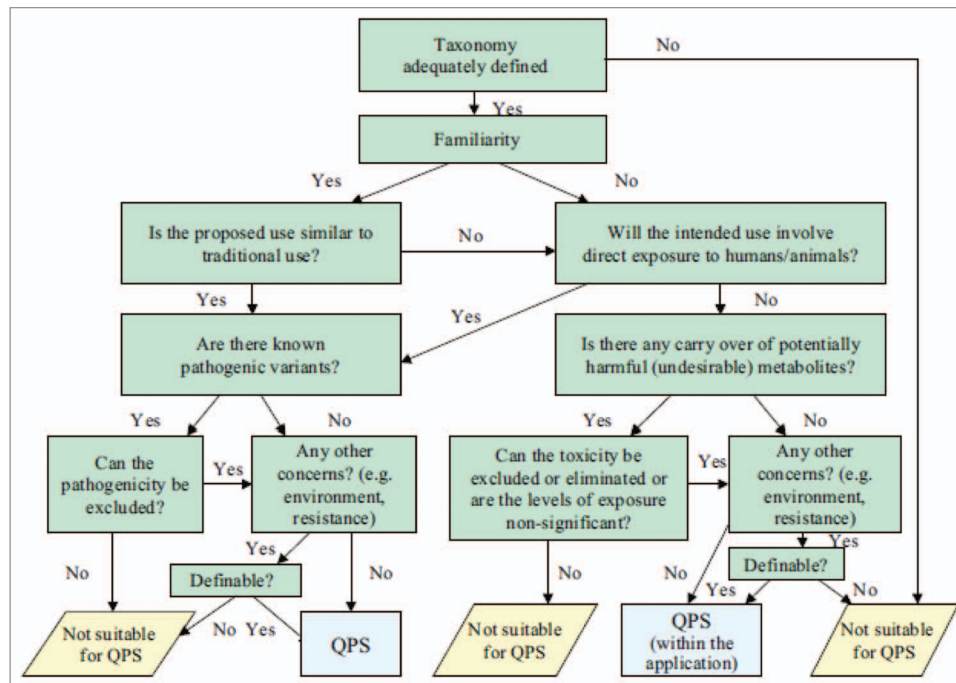 Taxonomy
adequately defined
No
Yes
Familiarity
Yes
No
Is the proposed use similar to
traditional use?
No
Will the intended use involve
direct exposure to humans/animals?
Yes
Yes
No
Are there known
pathogenic variants?
Is there any carry over of potentially
harmful (undesirable) metabolites?
Yes
No
Yes
No
Can the
pathogenicity be
excluded?
Yes
Any other
concerns? (e.g.
environment,
resistance)
Can the toxicity be
excluded or eliminated or
are the levels of exposure
non-significant?
Yes
Any other
concerns? (e.g.
environment,
resistance)
No
Yes
Definable?
No
No
No
Yes
Definable?
Yes
No
No Yes
Not suitable
for QPS
QPS
Not suitable
for QPS
QPS
(within the
application)
Not suitable
for QPS